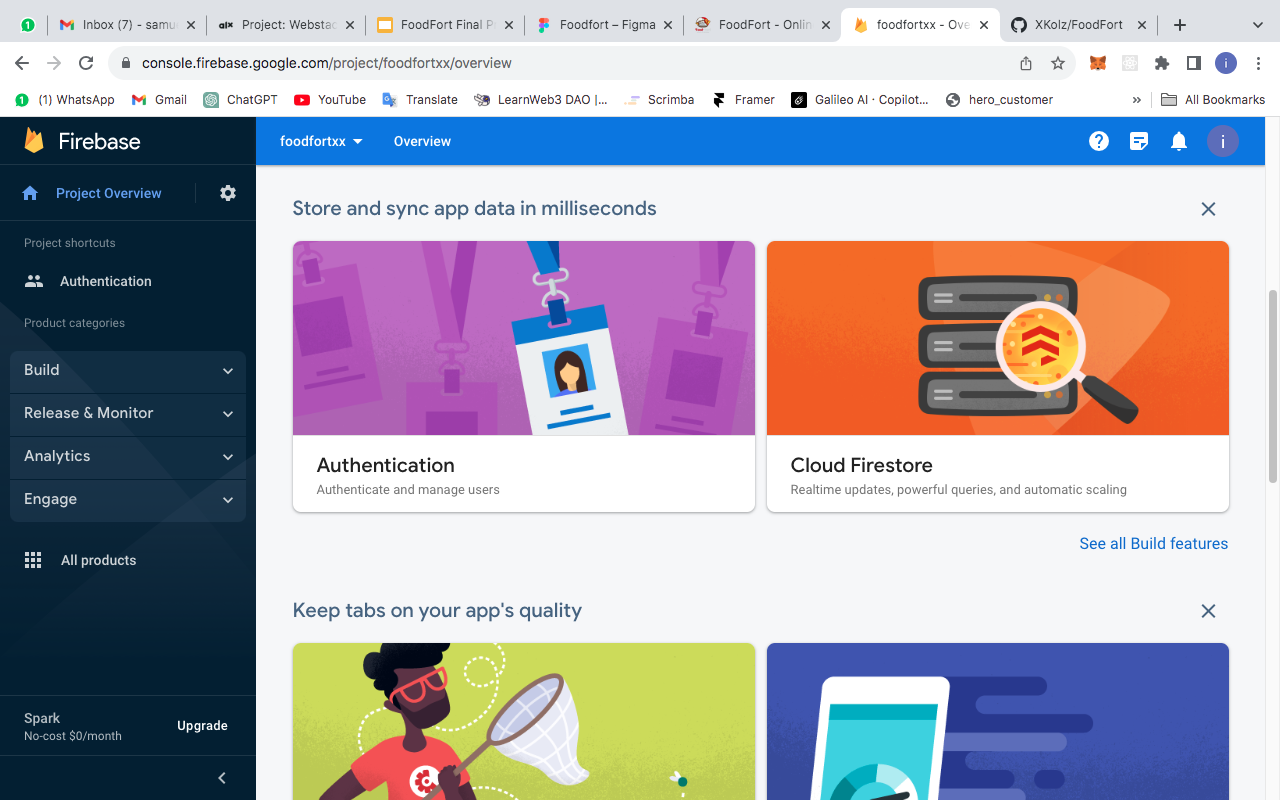 Inbox (7) - samu
Project: Webstac
FoodFort Final P
Foodfort – Figma
FoodFort - Onlin
foodfortxx - Ove
XKolz/FoodFort
console.firebase.google.com/project/foodfortxx/overview
i
(1) WhatsApp
Gmail
ChatGPT
YouTube
Translate
LearnWeb3 DAO |...
Scrimba
Framer
Galileo AI · Copilot...
hero_customer
»
All Bookmarks
Firebase
foodfortxx
Overview
i
Project Overview
Project shortcuts
Authentication
Product categories
Build
Release & Monitor
Analytics
Engage
All products
Spark
No-cost $0/month
Upgrade
Store and sync app data in milliseconds
Authentication
Authenticate and manage users
Cloud Firestore
Realtime updates, powerful queries, and automatic scaling
See all Build features
Keep tabs on your app's quality